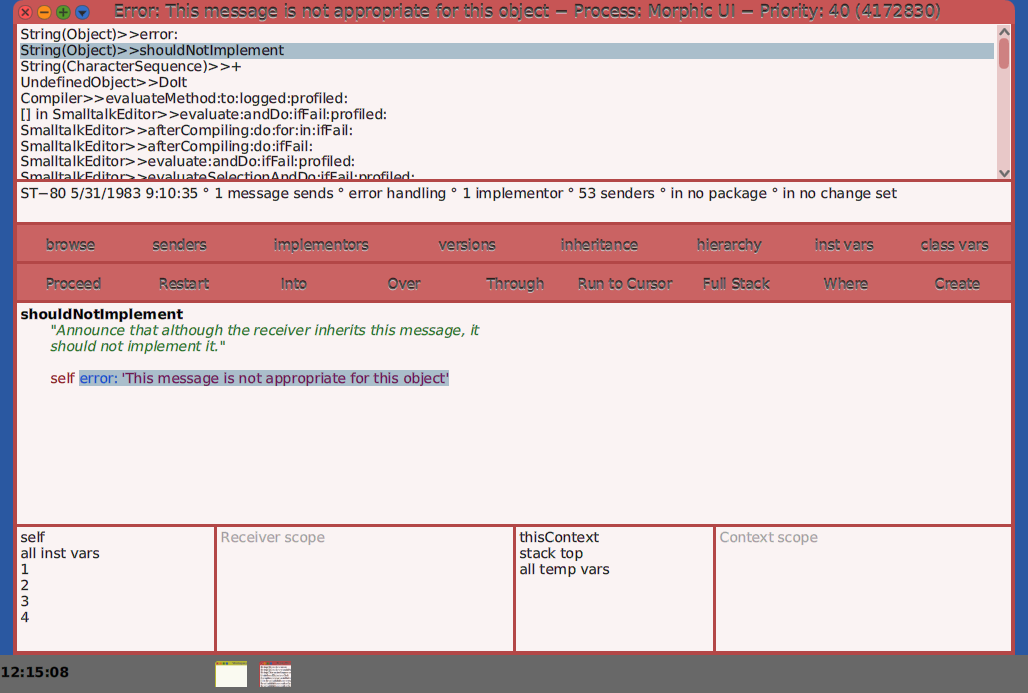 Error: This message is not appropriate for this object — Process: Morphic UI — Priority: 40 (4172830)
String(Object)>>error:
String(Object)>>shouldNotImplement
String(CharacterSequence)>>+
UndefinedObject>>DoIt
Compiler>>evaluateMethod:to:logged:profiled:
[] in SmalltalkEditor>>evaluate:andDo:ifFail:profiled:
SmalltalkEditor>>afterCompiling:do:for:in:ifFail:
SmalltalkEditor>>afterCompiling:do:ifFail:
SmalltalkEditor>>evaluate:andDo:ifFail:profiled:
SmalltalkEditor>>evaluateSelectionAndDo:ifFail:profiled:
ST−80 5/31/1983 9:10:35 ° 1 message sends ° error handling ° 1 implementor ° 53 senders ° in no package ° in no change set
browse senders implementors versions inheritance hierarchy inst vars class vars
Proceed Restart Into Over Through Run to Cursor Full Stack Where Create
shouldNotImplement
"Announce that although the receiver inherits this message, it
should not implement it."
self error: 'This message is not appropriate for this object'
self
all inst vars
1
2
3
4
Receiver scope
thisContext
stack top
all temp vars
Context scope
12:15:08